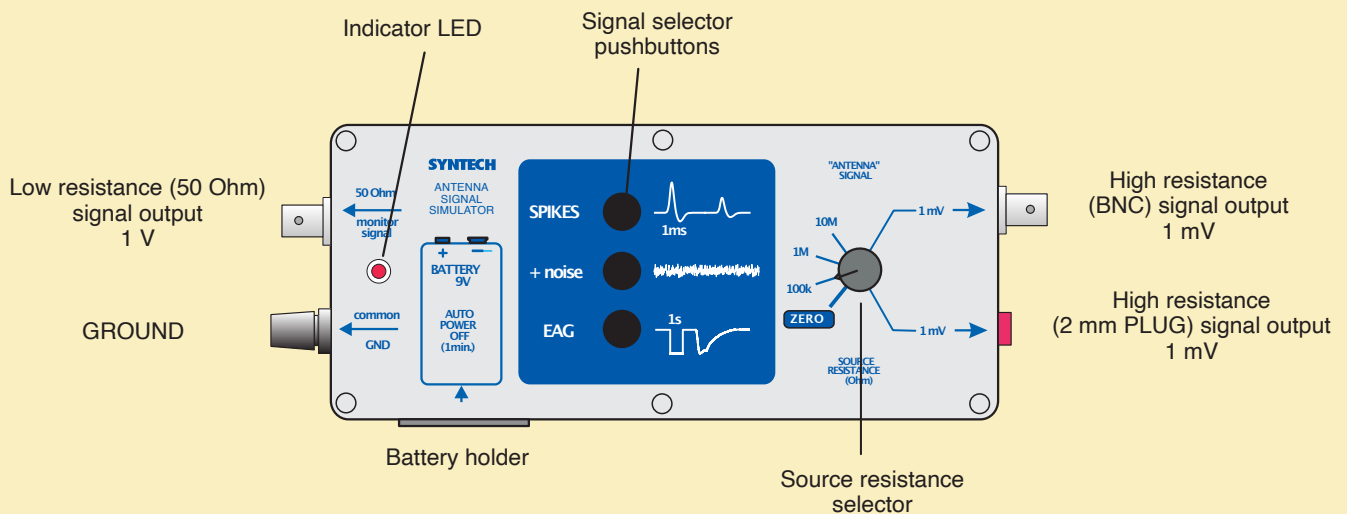 Indicator LED
Signal selector
pushbuttons
Low resistance (50 Ohm)
signal output
1 V
GROUND
SYNTECH
ANTENNA
SIGNAL
SIMULATOR
50 Ohm
monitor
signal
common
GND
+ −
BATTERY
9V
AUTO
POWER
OFF
(1min.)
SPIKES
1ms
+ noise
EAG
1s
"ANTENNA"
SIGNAL
10M
1M
100k
ZERO
1 mV
1 mV
SOURCE
RESISTANCE
(Ohm)
High resistance
(BNC) signal output
1 mV
High resistance
(2 mm PLUG) signal output
1 mV
Battery holder
Source resistance
selector